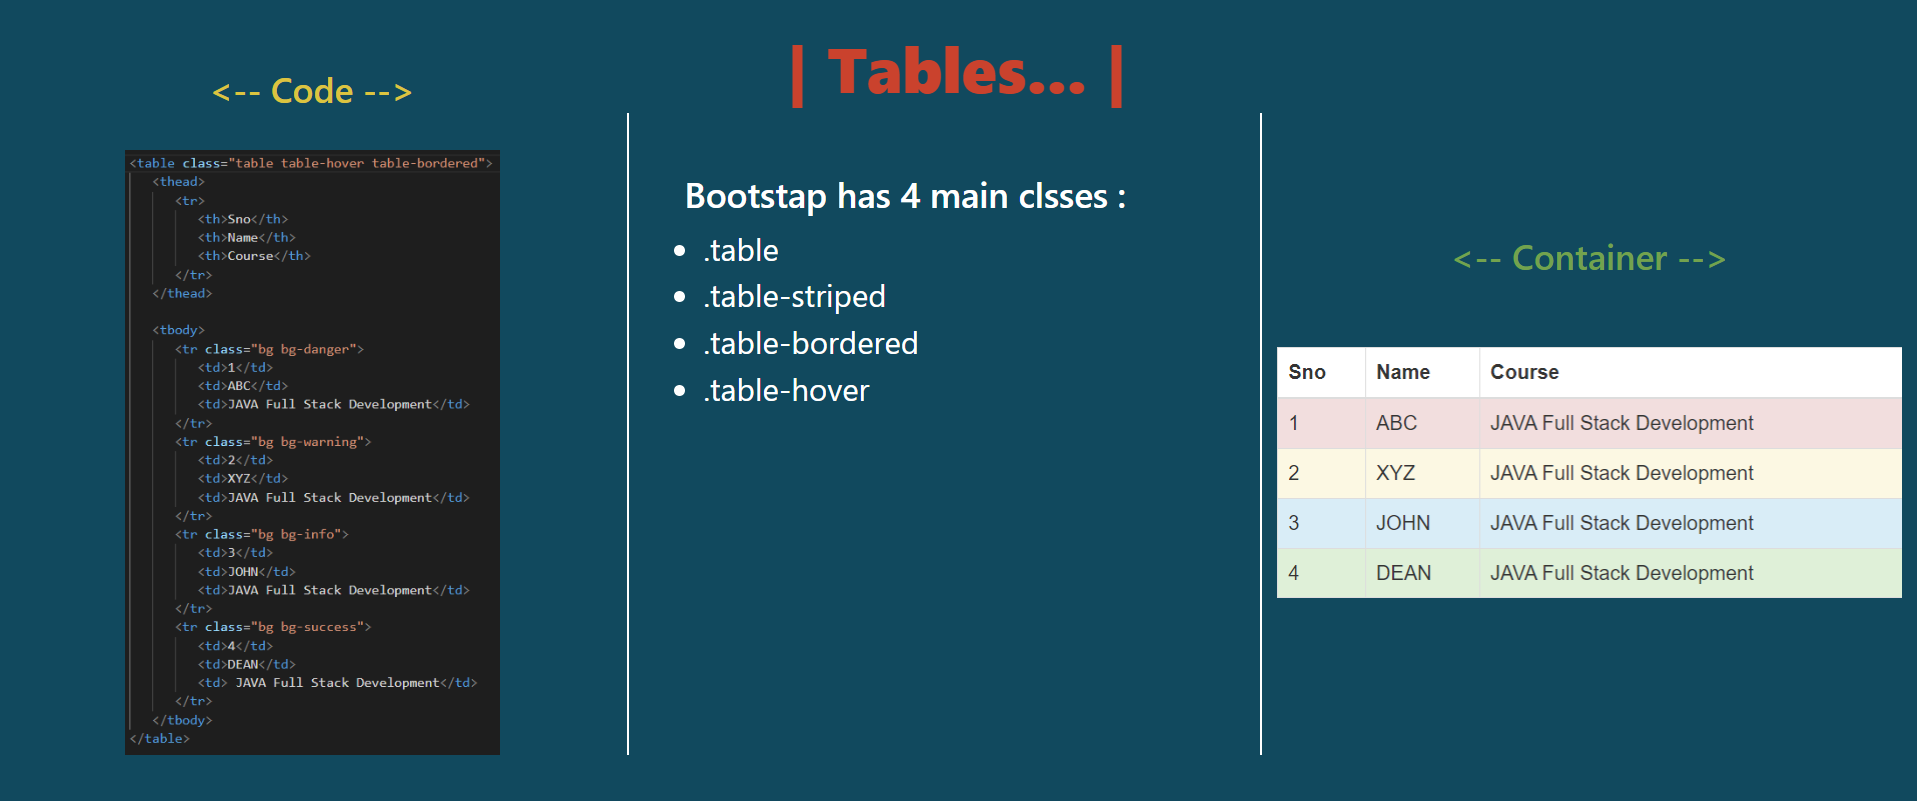 | Tables... |
<-- Code -->
<table class="table table-hover table-bordered">
<thead>
<tr>
<th>Sno</th>
<th>Name</th>
<th>Course</th>
</tr>
</thead>
<tbody>
<tr class="bg bg-danger">
<td>1</td>
<td>ABC</td>
<td>JAVA Full Stack Development</td>
</tr>
<tr class="bg bg-warning">
<td>2</td>
<td>XYZ</td>
<td>JAVA Full Stack Development</td>
</tr>
<tr class="bg bg-info">
<td>3</td>
<td>JOHN</td>
<td>JAVA Full Stack Development</td>
</tr>
<tr class="bg bg-success">
<td>4</td>
<td>DEAN</td>
<td> JAVA Full Stack Development</td>
</tr>
</tbody>
</table>
Bootstap has 4 main clsses :
• .table
• .table-striped
• .table-bordered
• .table-hover
<-- Container -->
Sno Name Course
1 ABC JAVA Full Stack Development
2 XYZ JAVA Full Stack Development
3 JOHN JAVA Full Stack Development
4 DEAN JAVA Full Stack Development